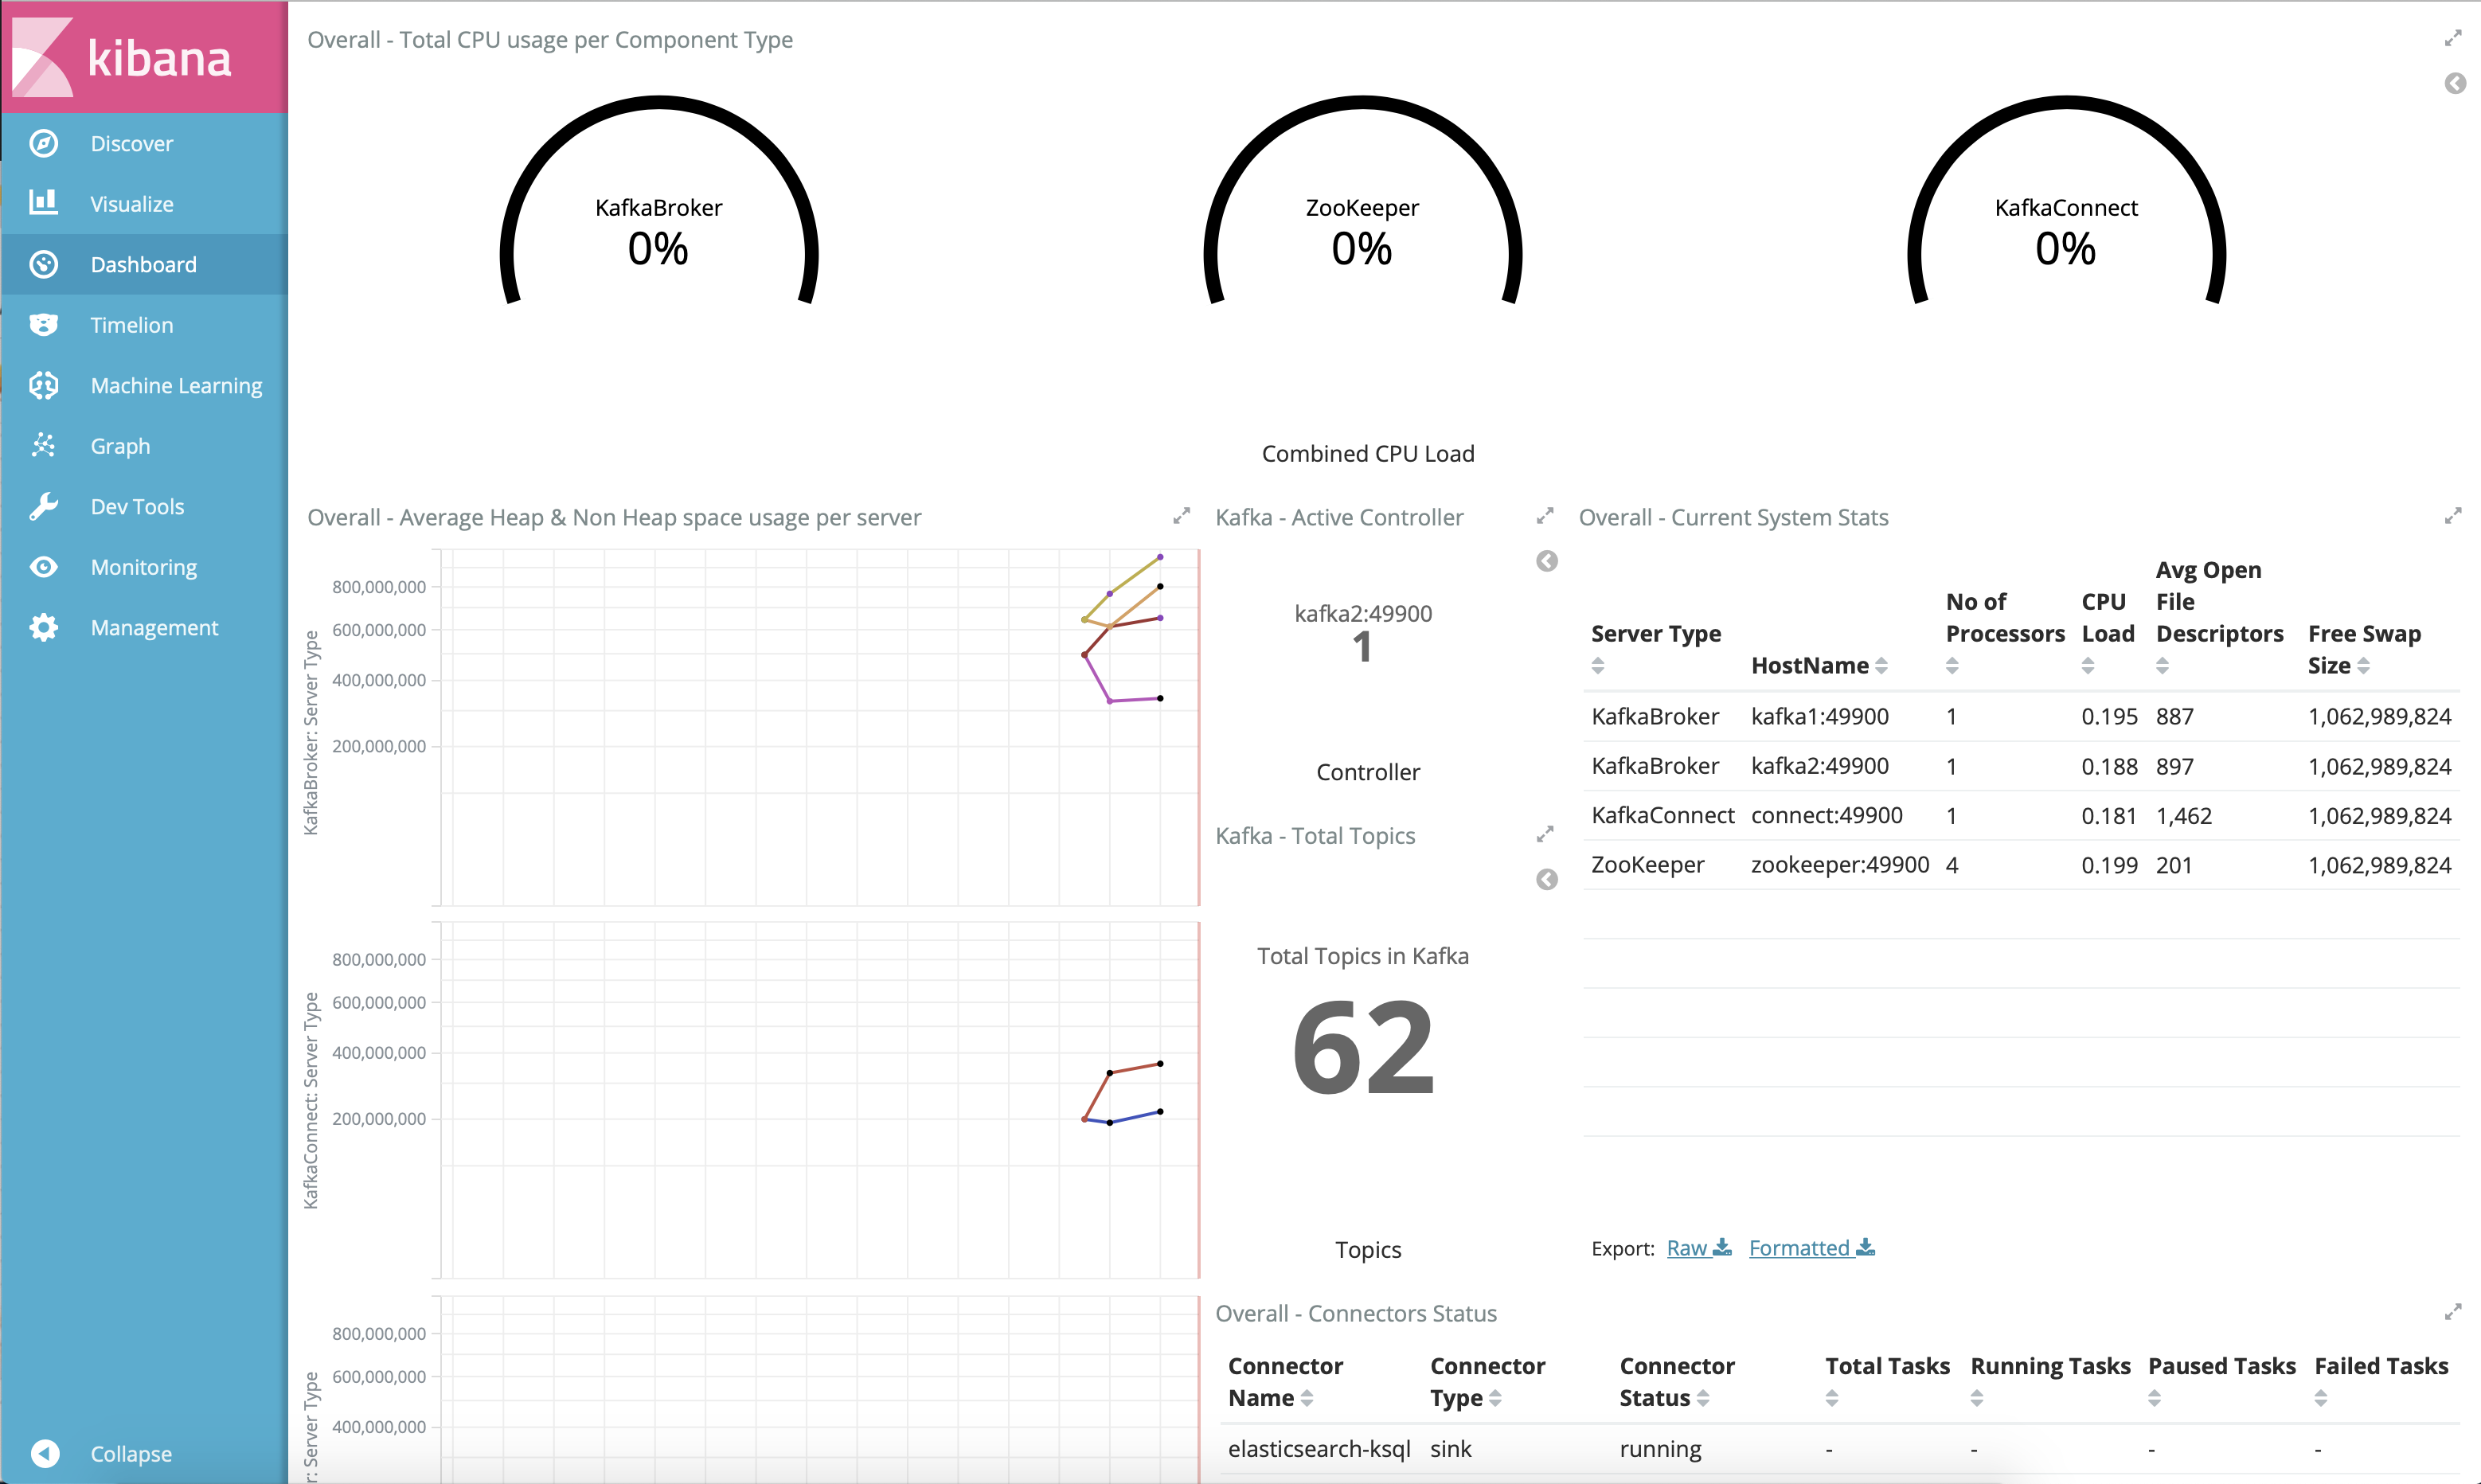 kibana
Discover
Visualize
Dashboard
Timelion
Machine Learning
Graph
Dev Tools
Monitoring
Management
Collapse
Overall - Total CPU usage per Component Type
KafkaBroker
0%
ZooKeeper
0%
KafkaConnect
0%
Combined CPU Load
Overall - Average Heap & Non Heap space usage per server
KafkaBroker: Server Type
800,000,000
600,000,000
400,000,000
200,000,000
KafkaConnect: Server Type
800,000,000
600,000,000
400,000,000
200,000,000
r: Server Type
800,000,000
600,000,000
400,000,000
Kafka - Active Controller
kafka2:49900
1
Controller
Kafka - Total Topics
Total Topics in Kafka
62
Topics
Overall - Current System Stats
Server Type HostName No of Processors CPU Load Avg Open File Descriptors Free Swap Size
KafkaBroker kafka1:49900 1 0.195 887 1,062,989,824
KafkaBroker kafka2:49900 1 0.188 897 1,062,989,824
KafkaConnect connect:49900 1 0.181 1,462 1,062,989,824
ZooKeeper zookeeper:49900 4 0.199 201 1,062,989,824
Export: Raw Formatted
Overall - Connectors Status
Connector Name Connector Type Connector Status Total Tasks Running Tasks Paused Tasks Failed Tasks
elasticsearch-ksql sink running - - - -